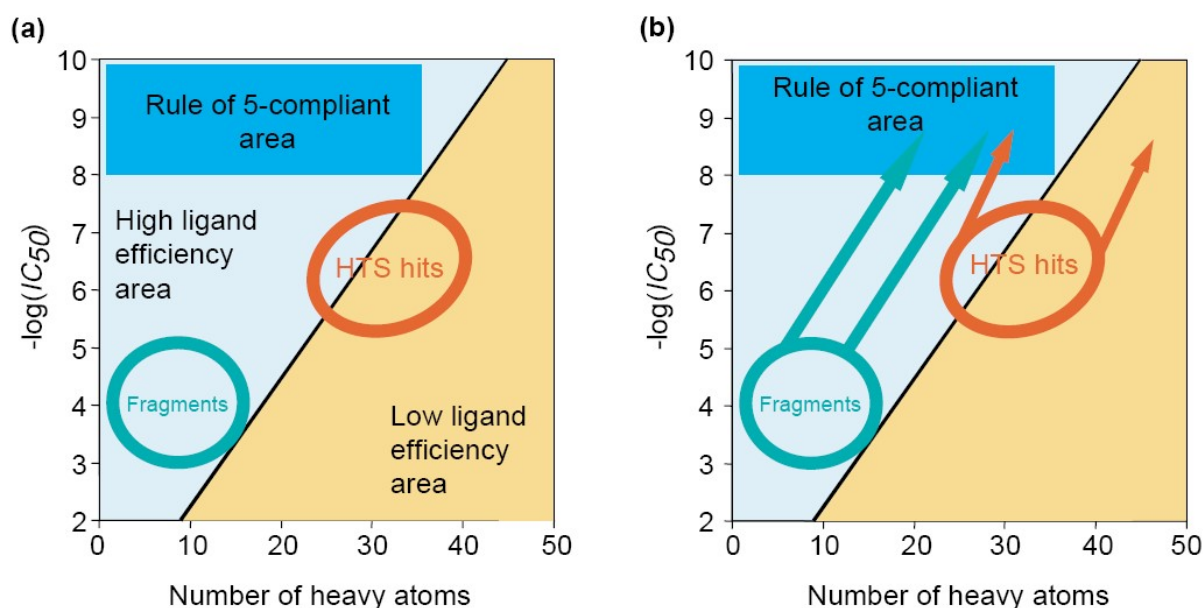 (a)
10
9
8
7
6
5
4
3
2
-log(IC50)
Rule of 5-compliant
area
High ligand
efficiency
area
HTS hits
Fragments
Low ligand
efficiency
area
0
10
20
30
40
50
Number of heavy atoms
(b)
10
9
8
7
6
5
4
3
2
-log(IC50)
Rule of 5-compliant
area
HTS hits
Fragments
0
10
20
30
40
50
Number of heavy atoms